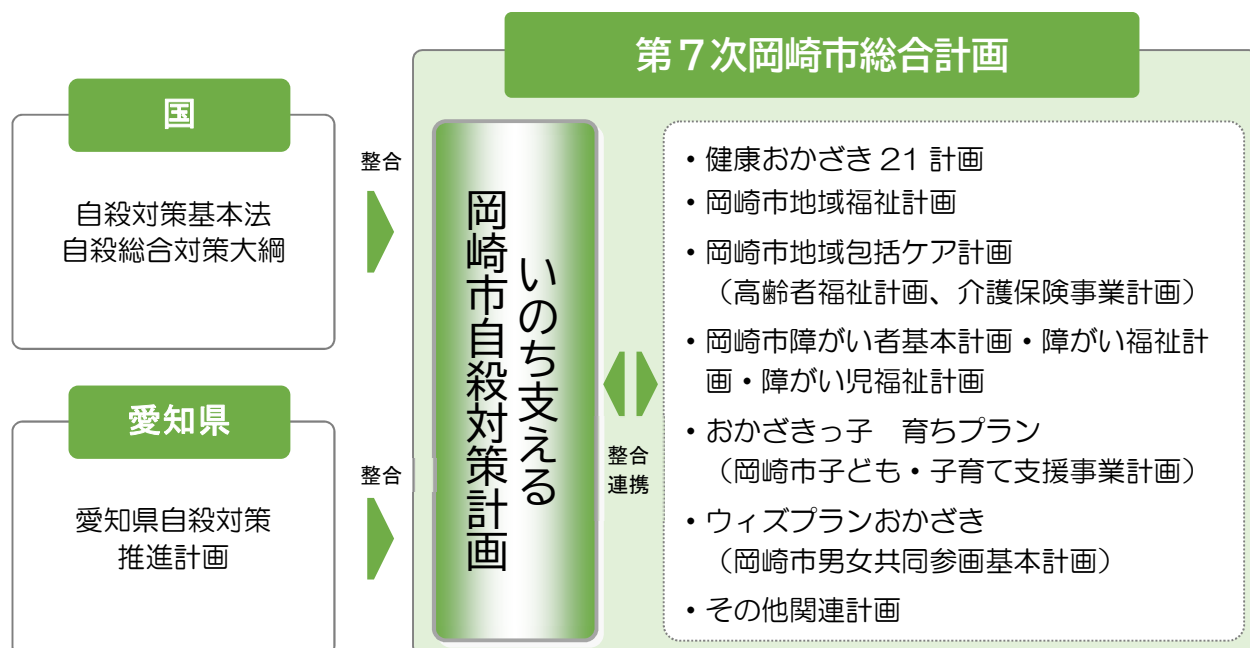 第７次岡崎市総合計画
国
自殺対策基本法
自殺総合対策大綱
整合
愛知県
愛知県自殺対策
推進計画
整合
いのち支える
岡崎市自殺対策計画
整合
連携
・健康おかざき 21 計画
・岡崎市地域福祉計画
・岡崎市地域包括ケア計画
（高齢者福祉計画、介護保険事業計画）
・岡崎市障がい者基本計画・障がい福祉計
画・障がい児福祉計画
・おかざきっ子　育ちプラン
（岡崎市子ども・子育て支援事業計画）
・ウィズプランおかざき
（岡崎市男女共同参画基本計画）
・その他関連計画